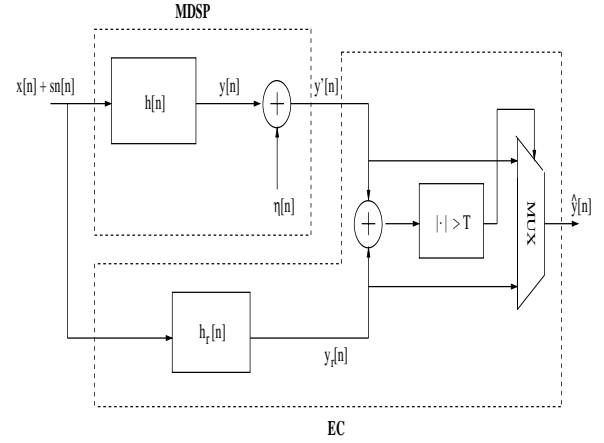 MDSP
x[n] + sn[n]
h[n]
y[n]
+
y'[n]
η[n]
+
|·| > T
MUX
ŷ[n]
h_r[n]
y_r[n]
EC